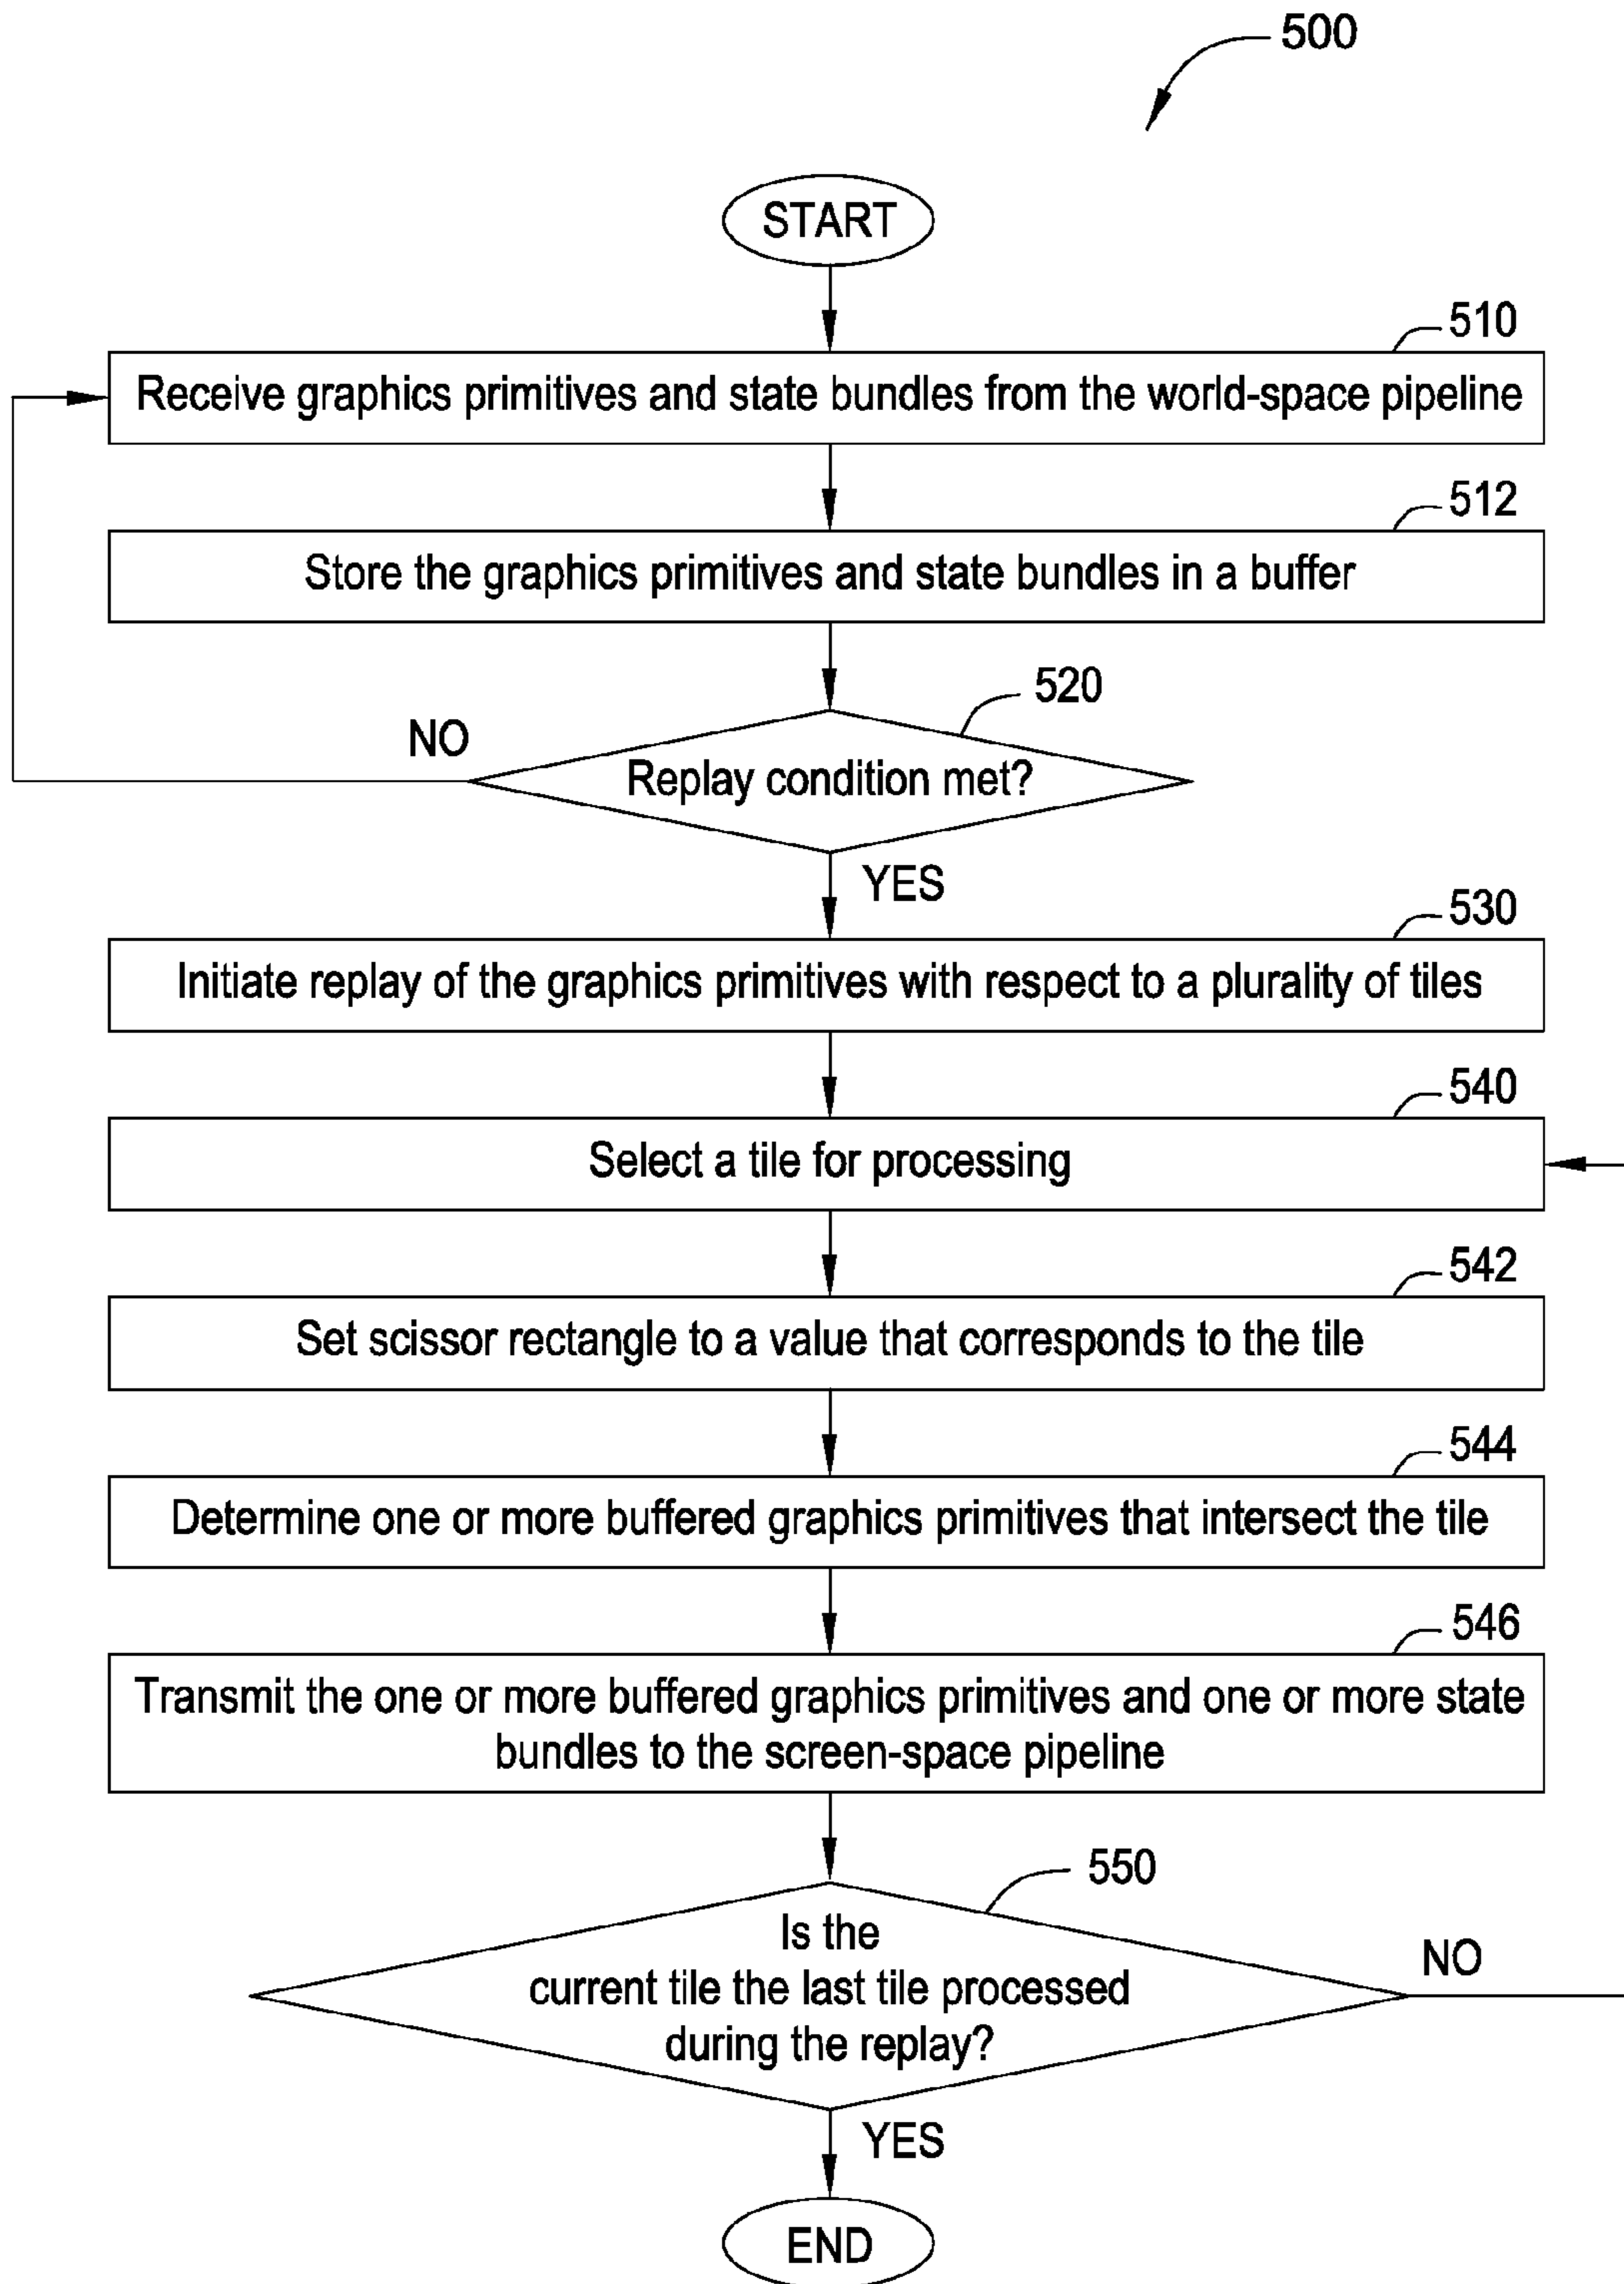 500
START
510
Receive graphics primitives and state bundles from the world-space pipeline
512
Store the graphics primitives and state bundles in a buffer
520
NO
Replay condition met?
YES
530
Initiate replay of the graphics primitives with respect to a plurality of tiles
540
Select a tile for processing
542
Set scissor rectangle to a value that corresponds to the tile
544
Determine one or more buffered graphics primitives that intersect the tile
546
Transmit the one or more buffered graphics primitives and one or more state
bundles to the screen-space pipeline
550
Is the
current tile the last tile processed
during the replay?
NO
YES
END